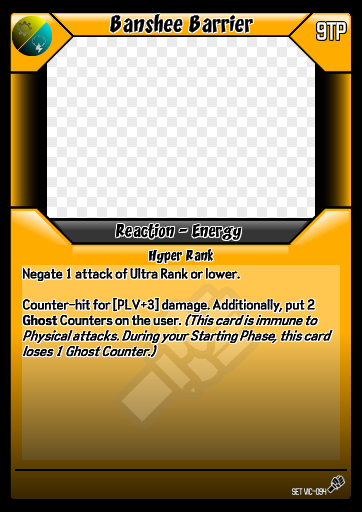 Banshee Barrier
9TP
Reaction - Energy
Hyper Rank
Negate 1 attack of Ultra Rank or lower.
Counter-hit for [PLV+3] damage. Additionally, put 2
Ghost Counters on the user. (This card is immune to
Physical attacks. During your Starting Phase, this card
loses 1 Ghost Counter.)
SET VIC-094